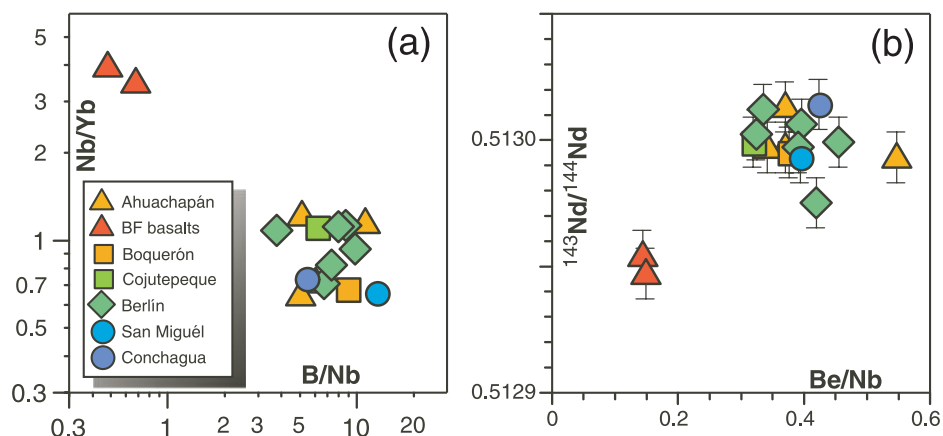 (a)
Nb/Yb
5
3
2
1
0.7
0.5
0.3
Ahuachapán
BF basalts
Boquerón
Cojutepeque
Berlín
San Miguél
Conchagua
B/Nb
0.3
1
3
5
10
20
(b)
¹⁴³Nd/¹⁴⁴Nd
0.5130
0.5129
Be/Nb
0
0.2
0.4
0.6